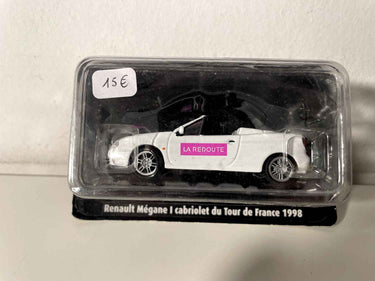 15€
LA REDOUTE
Renault Mégane I cabriolet du Tour de France 1998